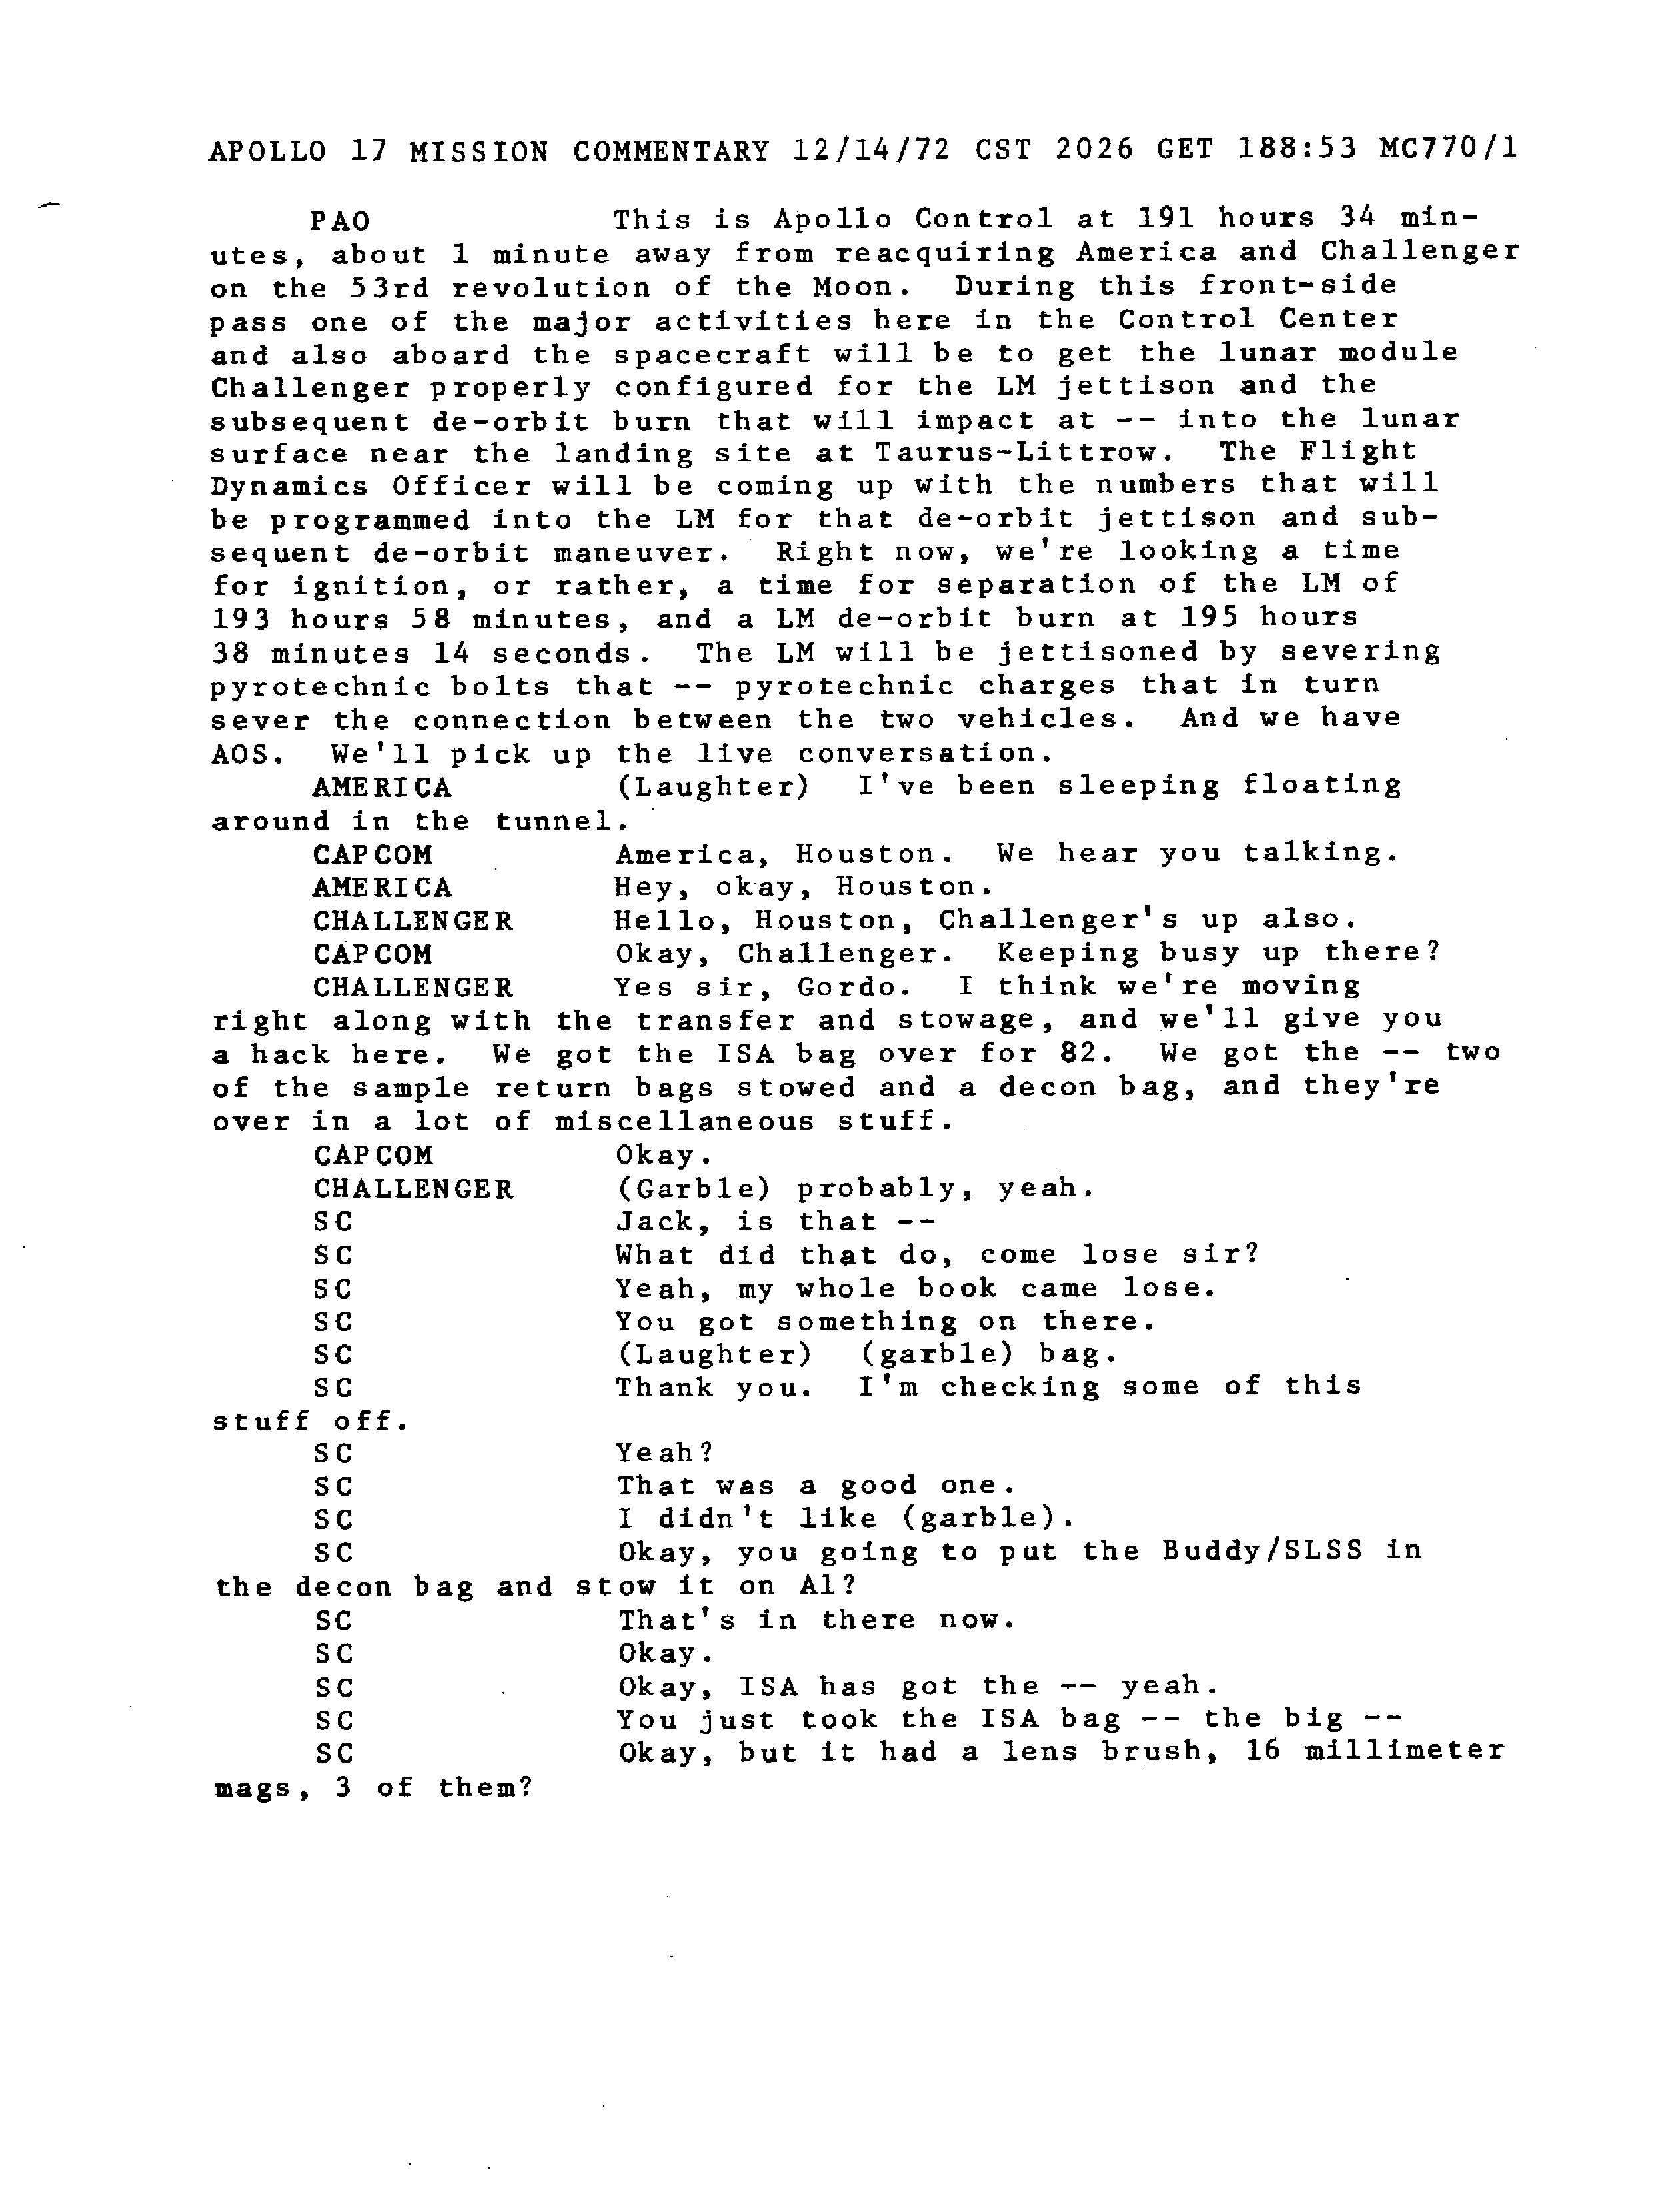 APOLLO 17 MISSION COMMENTARY 12/14/72 CST 2026 GET 188:53 MC770/1
PAO This is Apollo Control at 191 hours 34 min-
utes, about 1 minute away from reacquiring America and Challenger
on the 53rd revolution of the Moon. During this front-side
pass one of the major activities here in the Control Center
and also aboard the spacecraft will be to get the lunar module
Challenger properly configured for the LM jettison and the
subsequent de-orbit burn that will impact at -- into the lunar
surface near the landing site at Taurus-Littrow. The Flight
Dynamics Officer will be coming up with the numbers that will
be programmed into the LM for that de-orbit jettison and sub-
sequent de-orbit maneuver. Right now, we're looking a time
for ignition, or rather, a time for separation of the LM of
193 hours 58 minutes, and a LM de-orbit burn at 195 hours
38 minutes 14 seconds. The LM will be jettisoned by severing
pyrotechnic bolts that -- pyrotechnic charges that in turn
sever the connection between the two vehicles. And we have
AOS. We'll pick up the live conversation.
AMERICA (Laughter) I've been sleeping floating
around in the tunnel.
CAPCOM America, Houston. We hear you talking.
AMERICA Hey, okay, Houston.
CHALLENGER Hello, Houston, Challenger's up also.
CAPCOM Okay, Challenger. Keeping busy up there?
CHALLENGER Yes sir, Gordo. I think we're moving
right along with the transfer and stowage, and we'll give you
a hack here. We got the ISA bag over for 82. We got the -- two
of the sample return bags stowed and a decon bag, and they're
over in a lot of miscellaneous stuff.
CAPCOM Okay.
CHALLENGER (Garble) probably, yeah.
SC Jack, is that --
SC What did that do, come lose sir?
SC Yeah, my whole book came lose.
SC You got something on there.
SC (Laughter) (garble) bag.
SC Thank you. I'm checking some of this
stuff off.
SC Yeah?
SC That was a good one.
SC I didn't like (garble).
SC Okay, you going to put the Buddy/SLSS in
the decon bag and stow it on A1?
SC That's in there now.
SC Okay.
SC Okay, ISA has got the -- yeah.
SC You just took the ISA bag -- the big --
SC Okay, but it had a lens brush, 16 millimeter
mags, 3 of them?